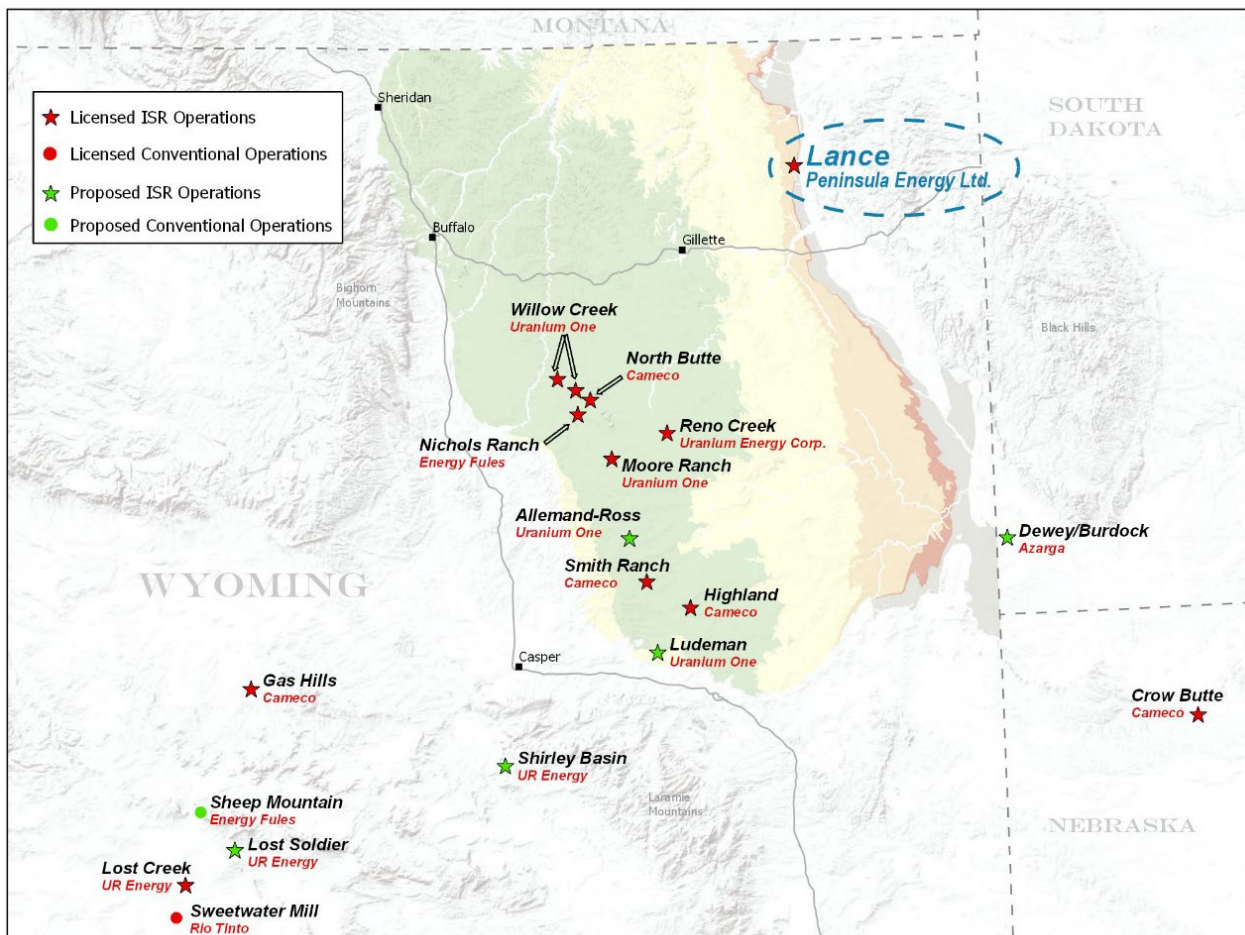 MONTANA
Sheridan
Licensed ISR Operations
Licensed Conventional Operations
Proposed ISR Operations
Proposed Conventional Operations
SOUTH
DAKOTA
Lance
Peninsula Energy Ltd.
Buffalo
Gillette
Bighorn
Mountains
Black Hills
Willow Creek
Uranium One
North Butte
Cameco
Nichols Ranch
Energy Fules
Reno Creek
Uranium Energy Corp.
Moore Ranch
Uranium One
Allemand-Ross
Uranium One
Dewey/Burdock
Azarga
WYOMING
Smith Ranch
Cameco
Highland
Cameco
Ludeman
Uranium One
Casper
Gas Hills
Cameco
Crow Butte
Cameco
Shirley Basin
UR Energy
Laramie
Mountains
Sheep Mountain
Energy Fules
NEBRASKA
Lost Soldier
UR Energy
Lost Creek
UR Energy
Sweetwater Mill
Rio Tinto